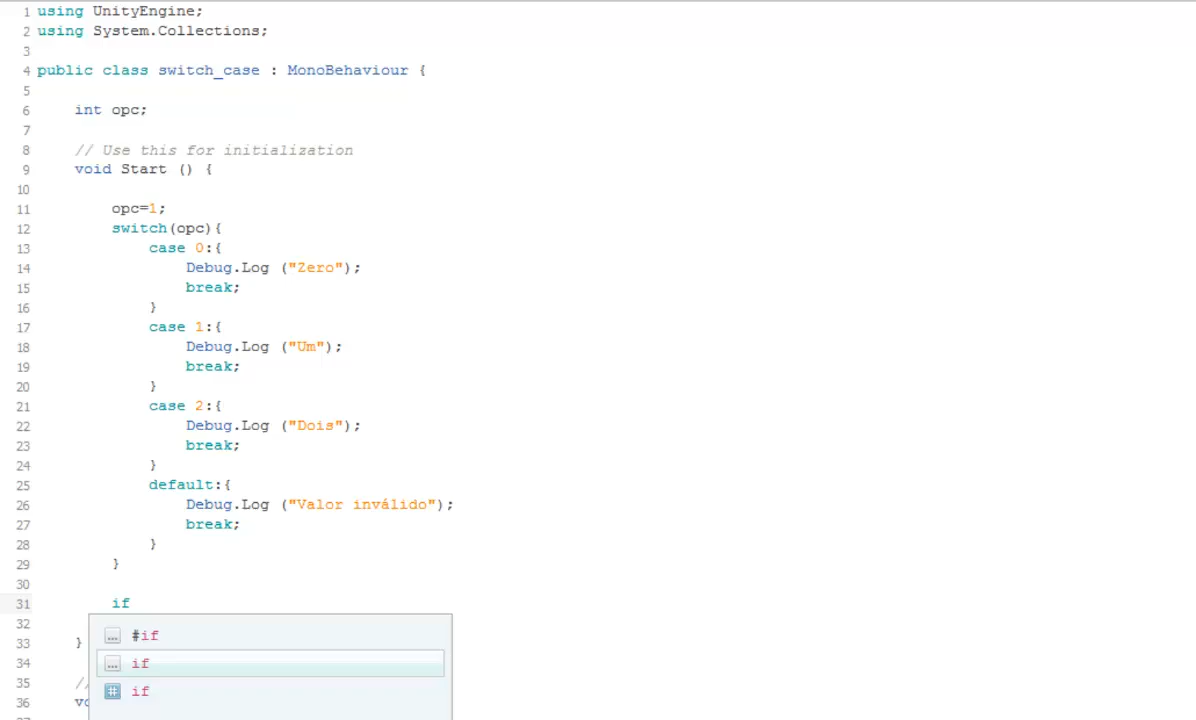 1 using UnityEngine;
2 using System.Collections;
3
4 public class switch_case : MonoBehaviour {
5
6 int opc;
7
8 // Use this for initialization
9 void Start () {
10
11 opc=1;
12 switch(opc){
13 case 0:{
14 Debug.Log ("Zero");
15 break;
16 }
17 case 1:{
18 Debug.Log ("Um");
19 break;
20 }
21 case 2:{
22 Debug.Log ("Dois");
23 break;
24 }
25 default:{
26 Debug.Log ("Valor inválido");
27 break;
28 }
29 }
30
31 if
32
#if
33 }
34
if
35 //
if
36 vo